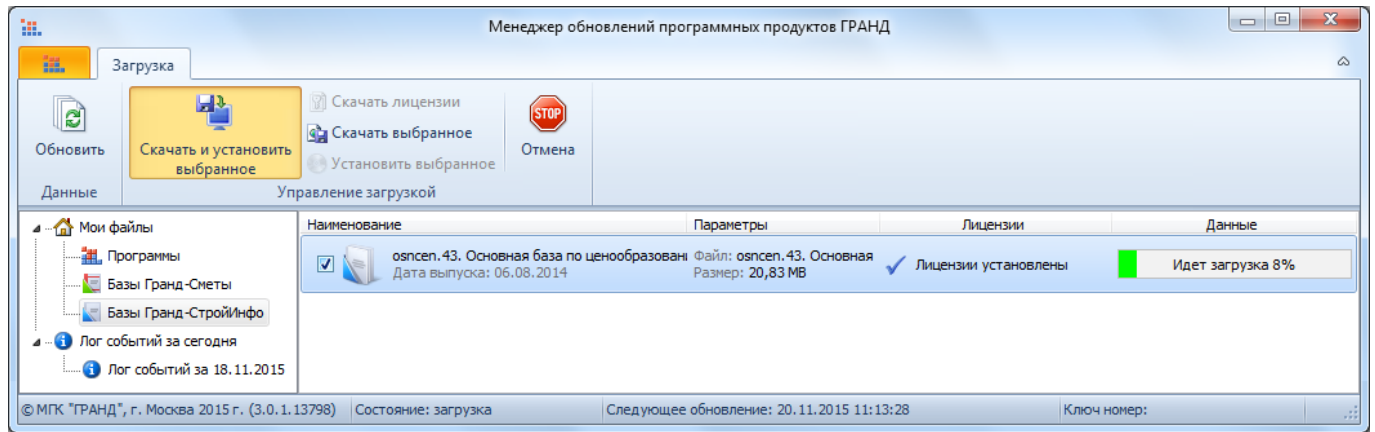 Менеджер обновлений программных продуктов ГРАНД
Загрузка
Обновить
Скачать и установить
выбранное
Скачать лицензии
Скачать выбранное
Установить выбранное
STOP
Отмена
Данные
Управление загрузкой
Мои файлы
Программы
Базы Гранд-Сметы
Базы Гранд-СтройИнфо
Лог событий за сегодня
Лог событий за 18.11.2015
Наименование Параметры Лицензии Данные
osncen.43. Основная база по ценообразовани Файл: osncen.43. Основная
Дата выпуска: 06.08.2014 Размер: 20,83 MB
Лицензии установлены
Идет загрузка 8%
© МГК "ГРАНД", г. Москва 2015 г. (3.0.1.13798) Состояние: загрузка Следующее обновление: 20.11.2015 11:13:28 Ключ номер: